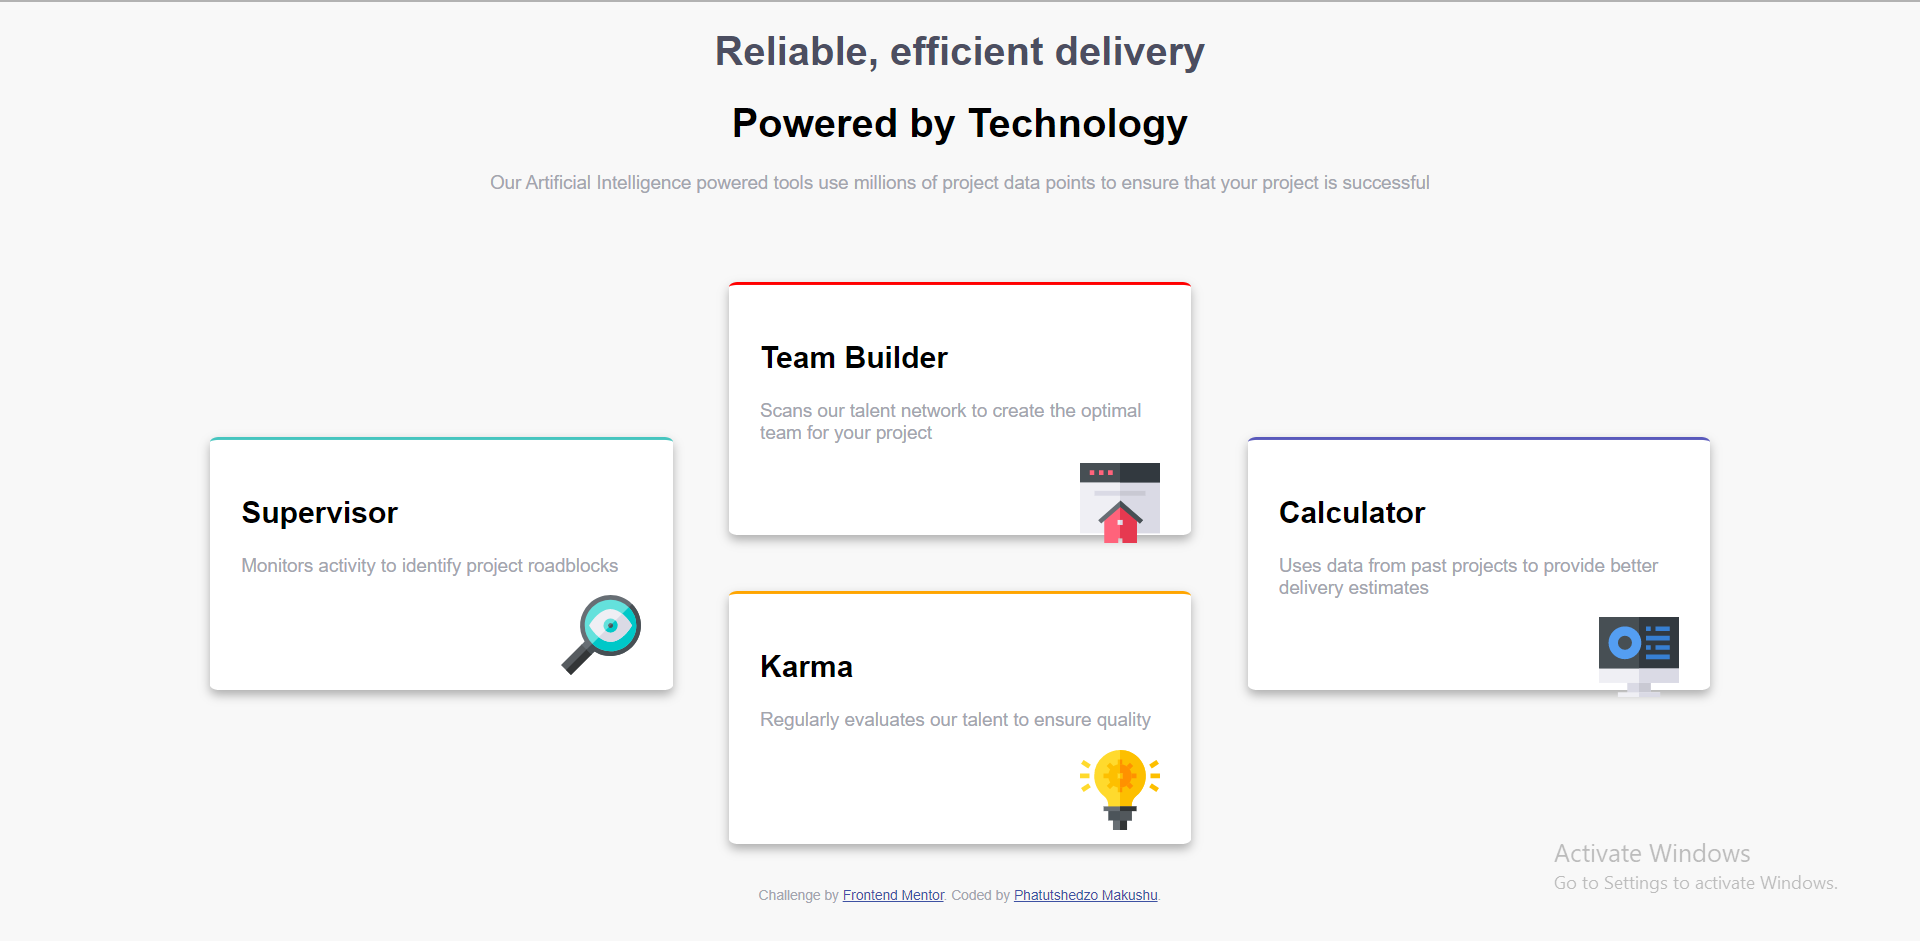 Reliable, efficient delivery
Powered by Technology
Our Artificial Intelligence powered tools use millions of project data points to ensure that your project is successful
Team Builder
Scans our talent network to create the optimal
team for your project
Supervisor
Monitors activity to identify project roadblocks
Calculator
Uses data from past projects to provide better
delivery estimates
Karma
Regularly evaluates our talent to ensure quality
Activate Windows
Go to Settings to activate Windows.
Challenge by Frontend Mentor. Coded by Phatutshedzo Makushu.